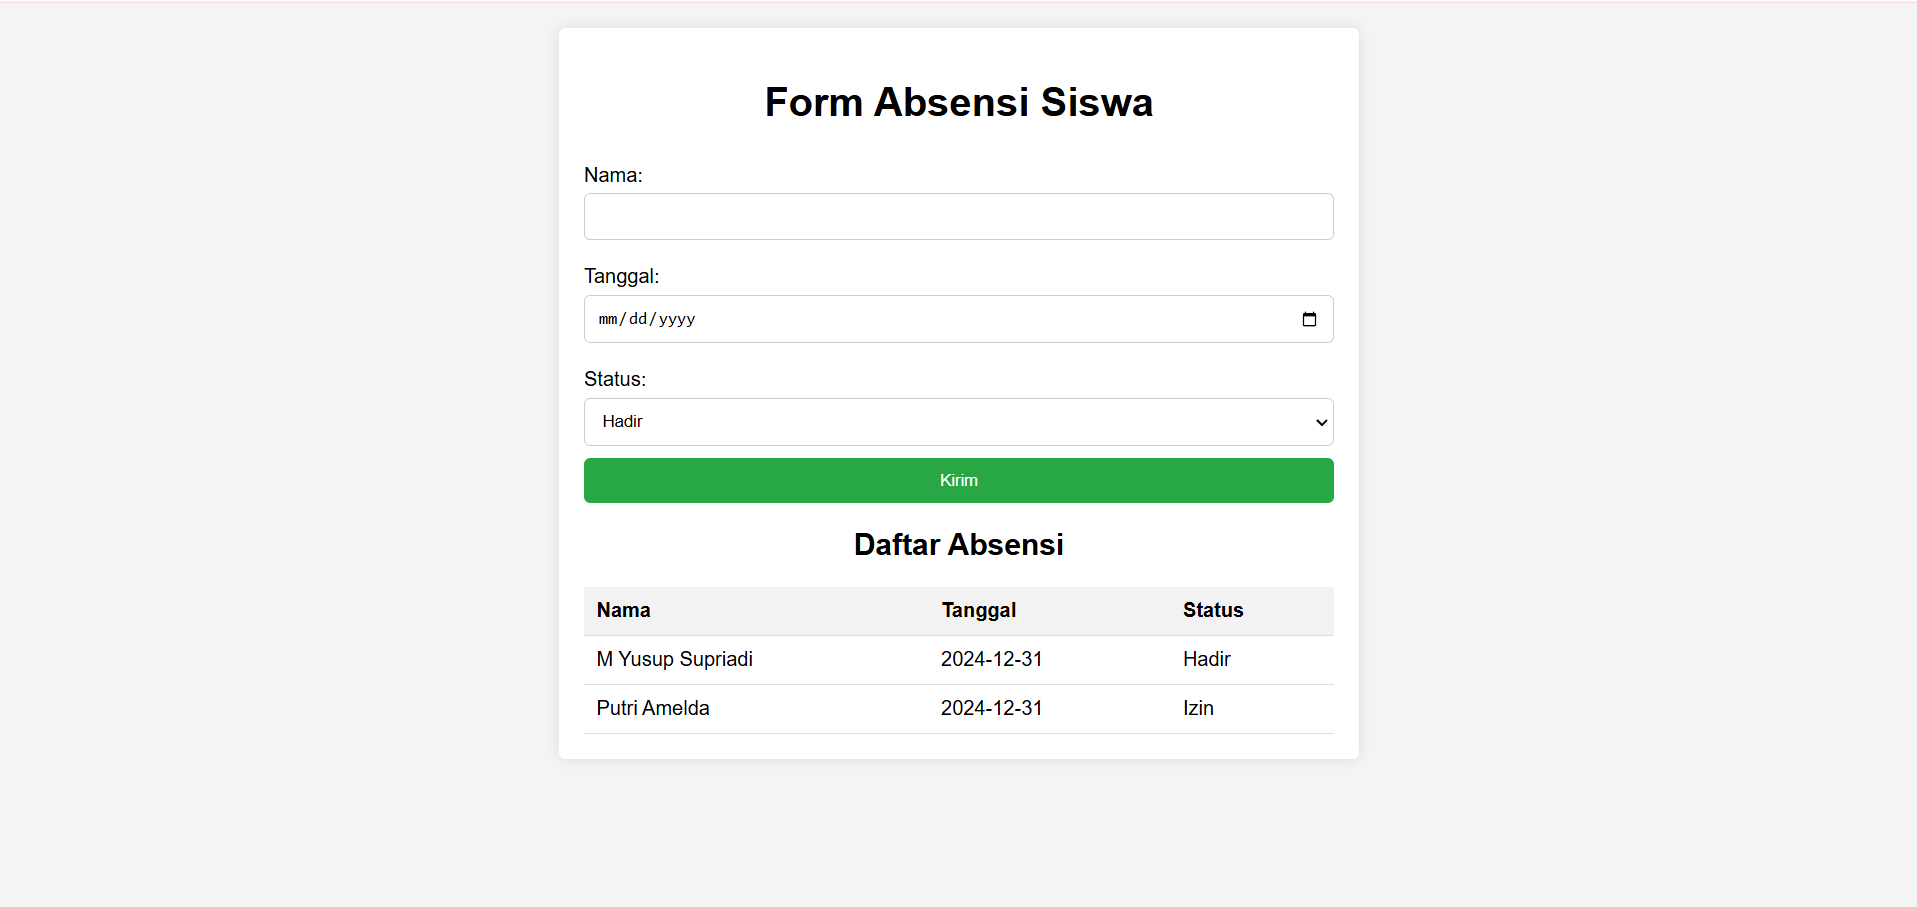 Form Absensi Siswa
Nama:
Tanggal:
mm/dd/yyyy
Status:
Hadir
Kirim
Daftar Absensi
Nama Tanggal Status
M Yusup Supriadi 2024-12-31 Hadir
Putri Amelda 2024-12-31 Izin